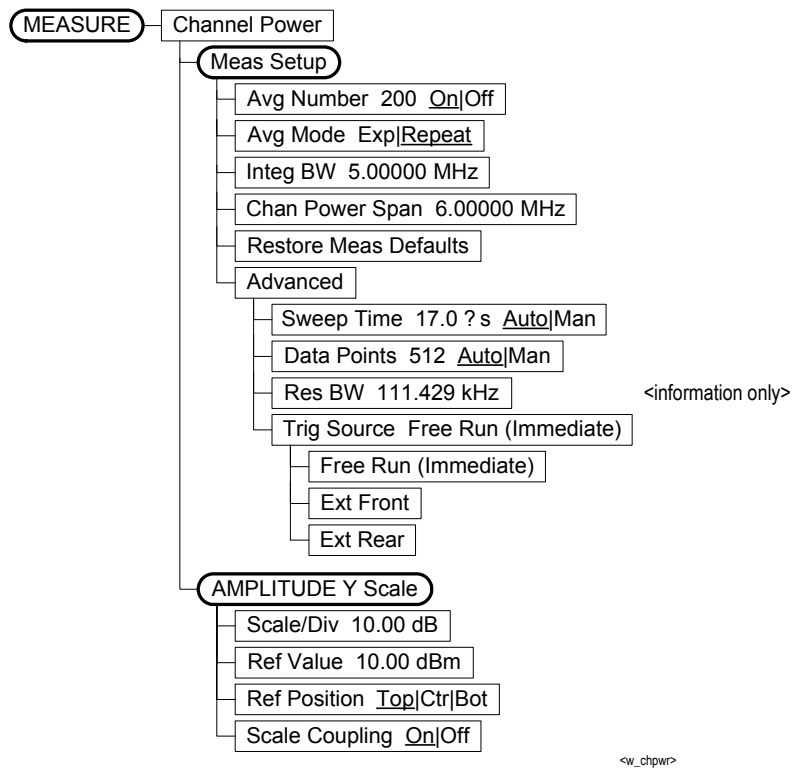 MEASURE Channel Power
Meas Setup
Avg Number 200 On|Off
Avg Mode Exp|Repeat
Integ BW 5.00000 MHz
Chan Power Span 6.00000 MHz
Restore Meas Defaults
Advanced
Sweep Time 17.0 ? s Auto|Man
Data Points 512 Auto|Man
Res BW 111.429 kHz <information only>
Trig Source Free Run (Immediate)
Free Run (Immediate)
Ext Front
Ext Rear
AMPLITUDE Y Scale
Scale/Div 10.00 dB
Ref Value 10.00 dBm
Ref Position Top|Ctr|Bot
Scale Coupling On|Off
<w_chpwr>